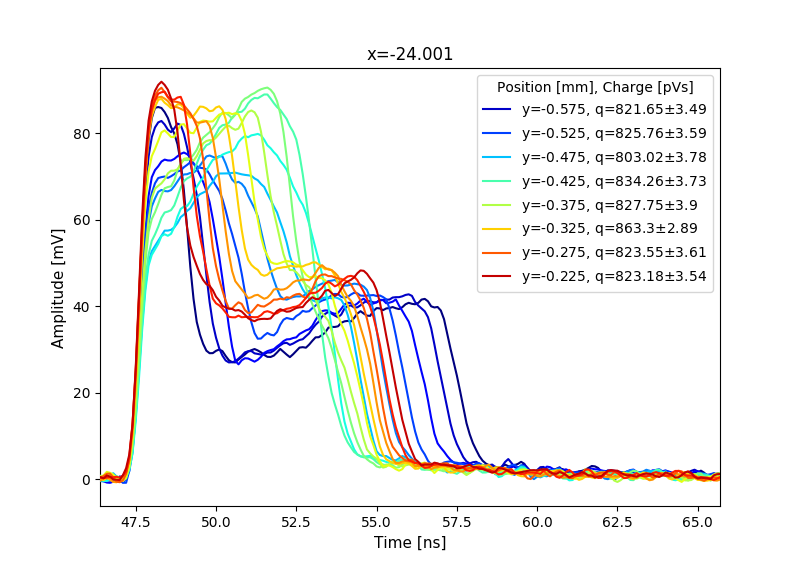 x=-24.001
Position [mm], Charge [pVs]
y=-0.575, q=821.65±3.49
y=-0.525, q=825.76±3.59
y=-0.475, q=803.02±3.78
y=-0.425, q=834.26±3.73
y=-0.375, q=827.75±3.9
y=-0.325, q=863.3±2.89
y=-0.275, q=823.55±3.61
y=-0.225, q=823.18±3.54
Amplitude [mV]
80
60
40
20
0
47.5 50.0 52.5 55.0 57.5 60.0 62.5 65.0
Time [ns]